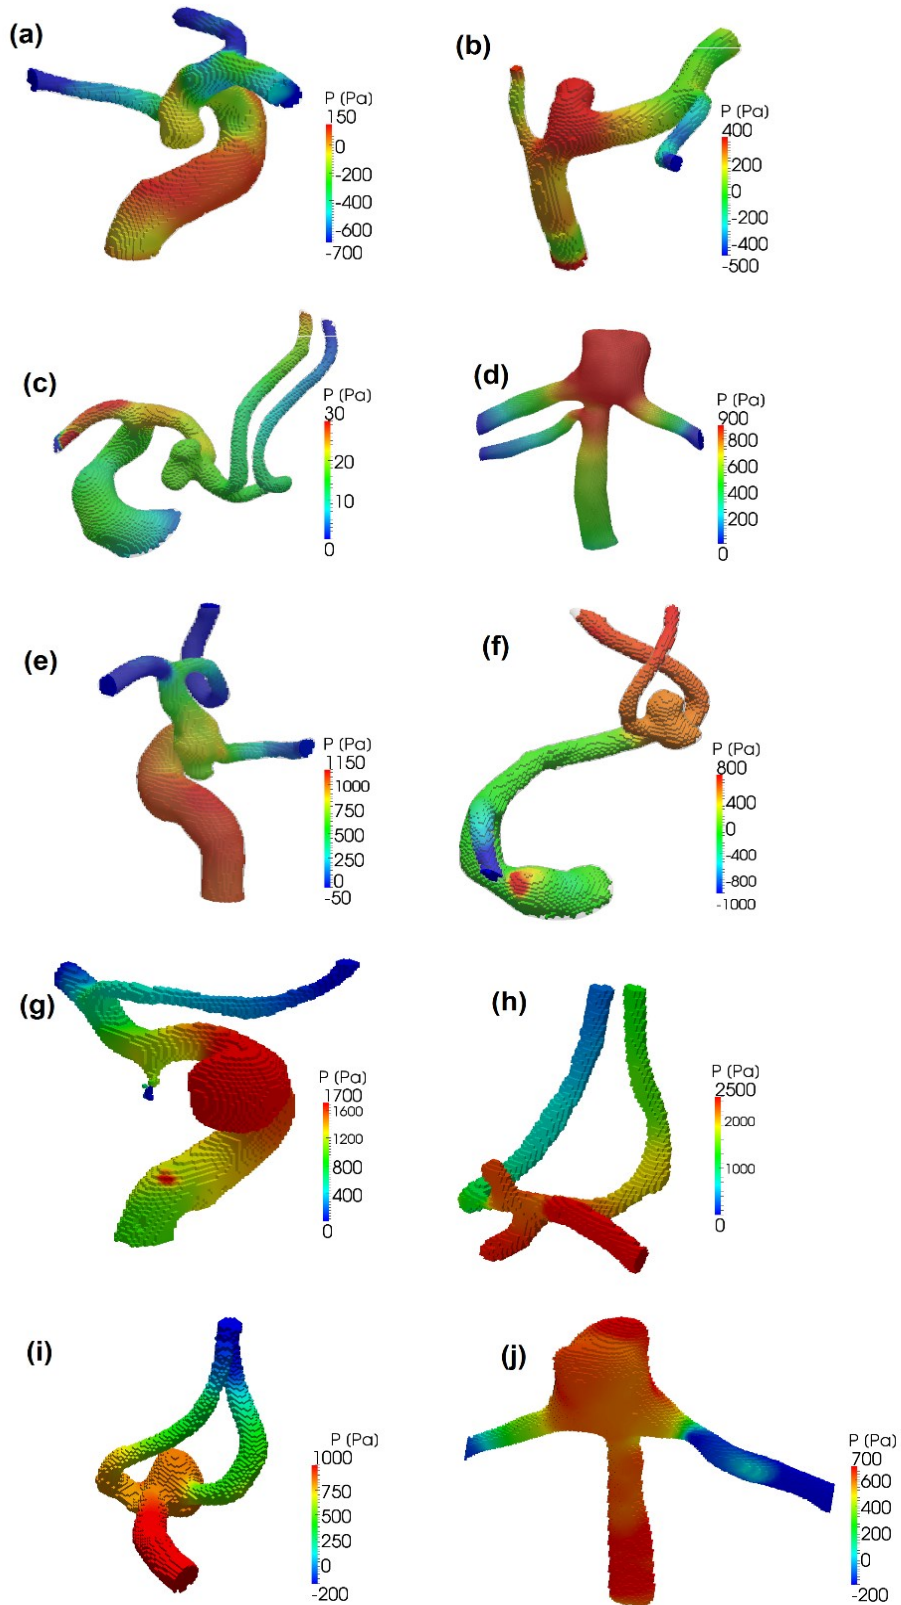 (a)
P (Pa)
150
0
-200
-400
-600
-700
(b)
P (Pa)
400
200
0
-200
-400
-500
(c)
P (Pa)
30
20
10
0
(d)
P (Pa)
900
800
600
400
200
0
(e)
P (Pa)
1150
1000
750
500
250
0
-50
(f)
P (Pa)
800
400
0
-400
-800
-1000
(g)
P (Pa)
1700
1600
1200
800
400
0
(h)
P (Pa)
2500
2000
1000
0
(i)
P (Pa)
1000
750
500
250
0
-200
(j)
P (Pa)
700
600
400
200
0
-200